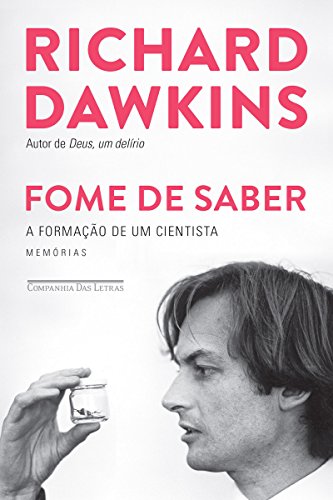 RICHARD
DAWKINS
Autor de Deus, um delírio
FOME DE SABER
A FORMAÇÃO DE UM CIENTISTA
MEMÓRIAS
COMPANHIA DAS LETRAS